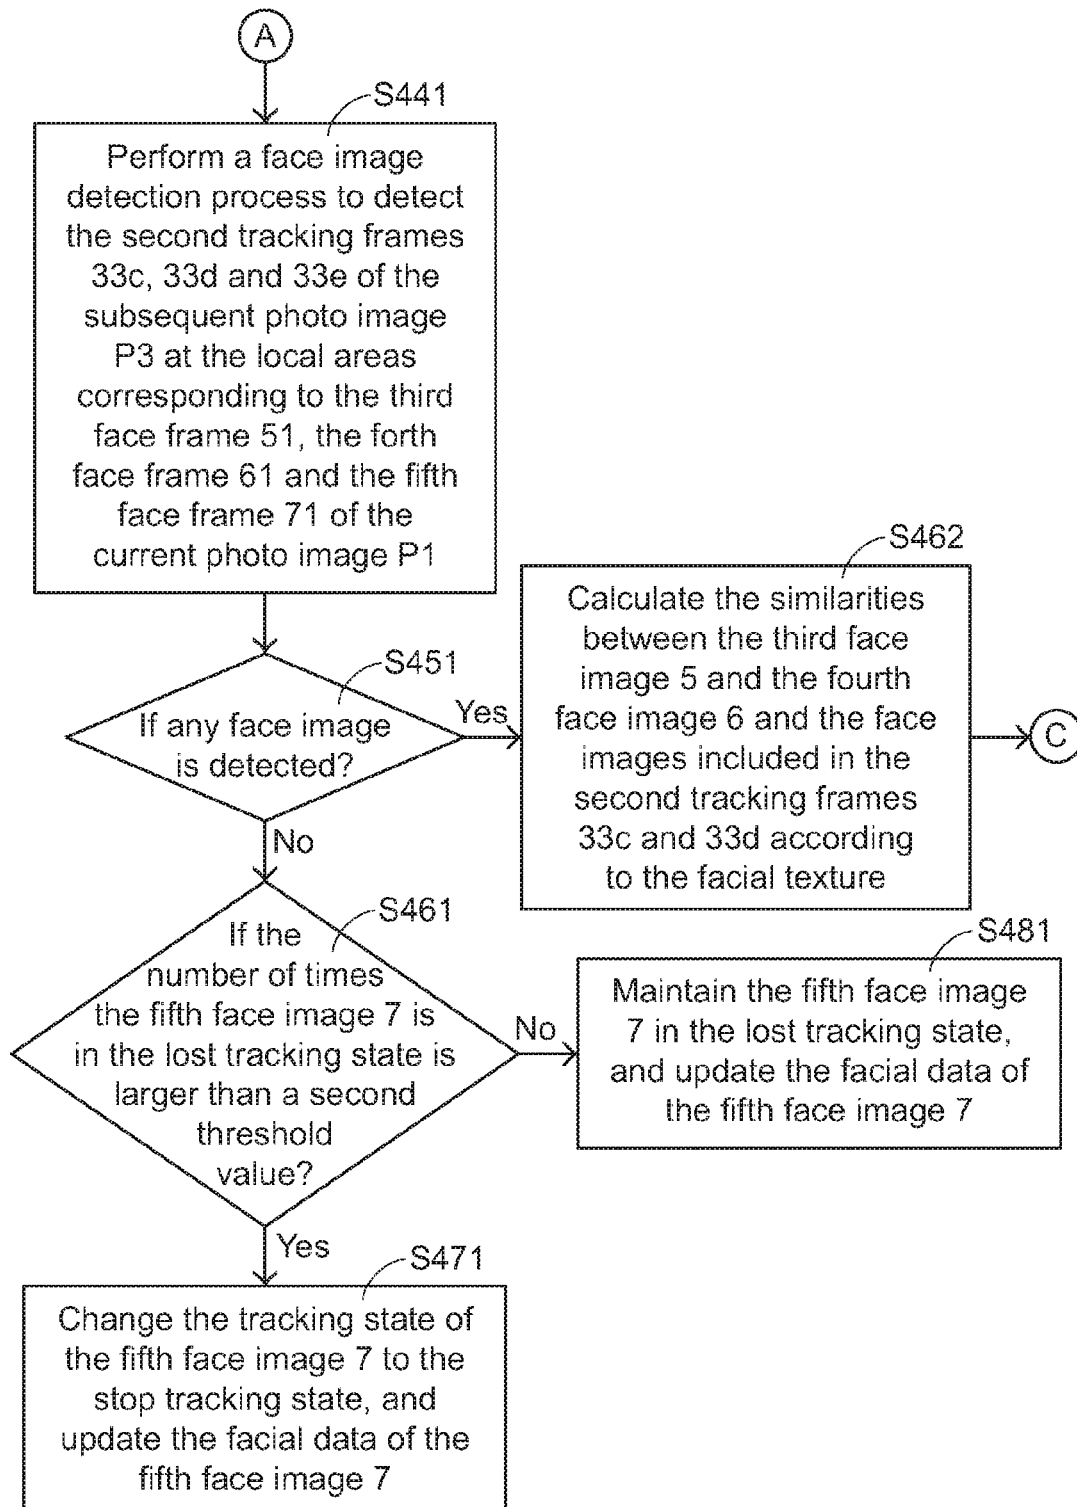 A
S441
Perform a face image
detection process to detect
the second tracking frames
33c, 33d and 33e of the
subsequent photo image
P3 at the local areas
corresponding to the third
face frame 51, the forth
face frame 61 and the fifth
face frame 71 of the
current photo image P1
S451
If any face image
is detected?
Yes
S462
Calculate the similarities
between the third face
image 5 and the fourth
face image 6 and the face
images included in the
second tracking frames
33c and 33d according
to the facial texture
C
No
S461
If the
number of times
the fifth face image 7 is
in the lost tracking state is
larger than a second
threshold
value?
No
S481
Maintain the fifth face image
7 in the lost tracking state,
and update the facial data of
the fifth face image 7
Yes
S471
Change the tracking state of
the fifth face image 7 to the
stop tracking state, and
update the facial data of the
fifth face image 7